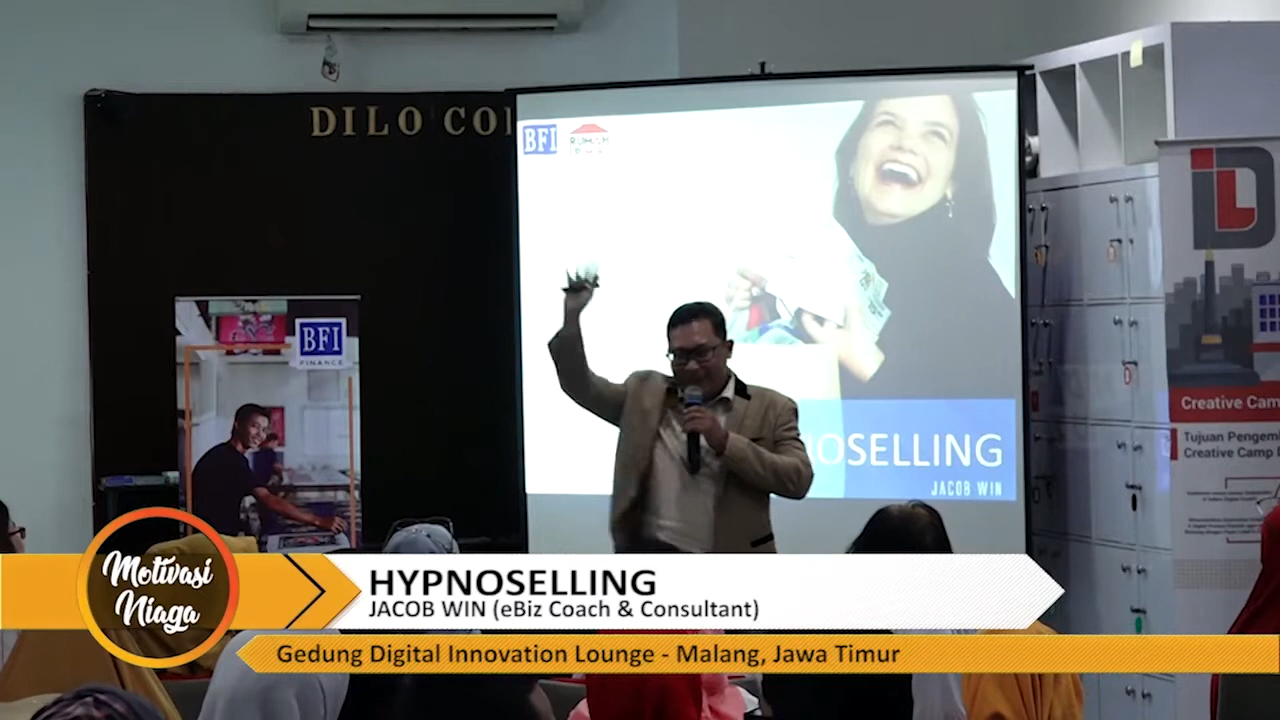 DILO CO
BFI
RUMAH
BFI
FINANCE
NOSELLING
JACOB WIN
Creative Cam
Tujuan Pengem
Creative Camp
Motivasi
Niaga
HYPNOSELLING
JACOB WIN (eBiz Coach & Consultant)
Gedung Digital Innovation Lounge - Malang, Jawa Timur